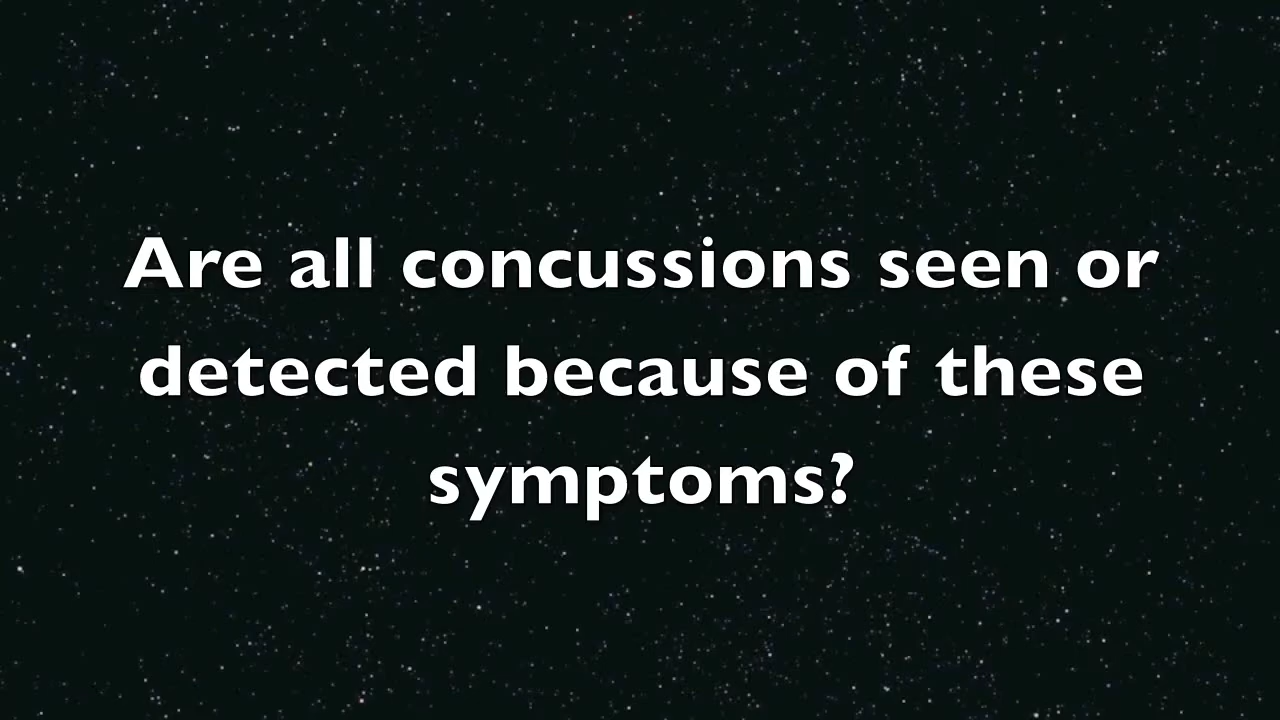 Are all concussions seen or
detected because of these
symptoms?